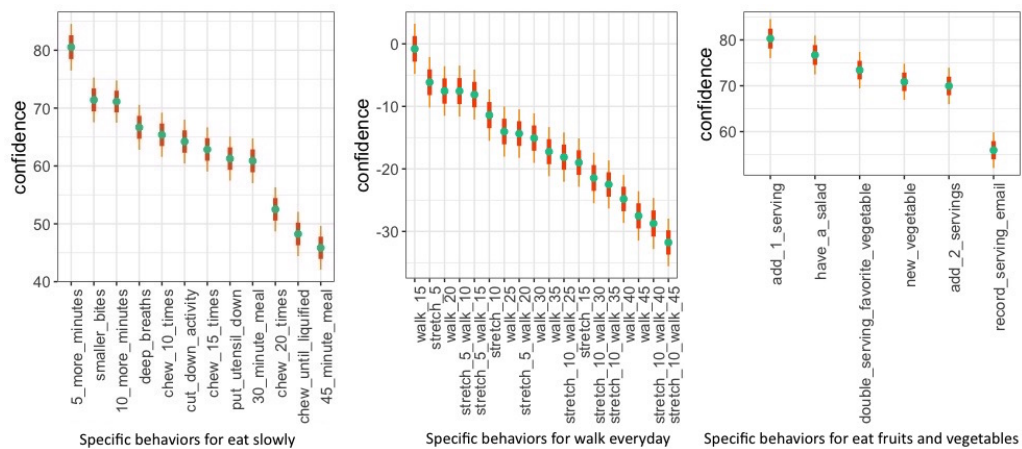 confidence
80
70
60
50
40
5_more_minutes
smaller_bites
10_more_minutes
deep_breaths
chew_10_times
cut_down_activity
chew_15_times
put_utensil_down
30_minute_meal
chew_20_times
chew_until_liquified
45_minute_meal
Specific behaviors for eat slowly
confidence
0
-10
-20
-30
walk_15
stretch_5
walk_20
stretch_5_walk_10
stretch_5_walk_15
stretch_10
walk_25
stretch_5_walk_20
walk_30
walk_35
stretch_10_walk_25
stretch_15
stretch_10_walk_30
stretch_10_walk_35
walk_40
walk_45
stretch_10_walk_40
stretch_10_walk_45
Specific behaviors for walk everyday
confidence
80
70
60
add_1_serving
have_a_salad
double_serving_favorite_vegetable
new_vegetable
add_2_servings
record_serving_email
Specific behaviors for eat fruits and vegetables